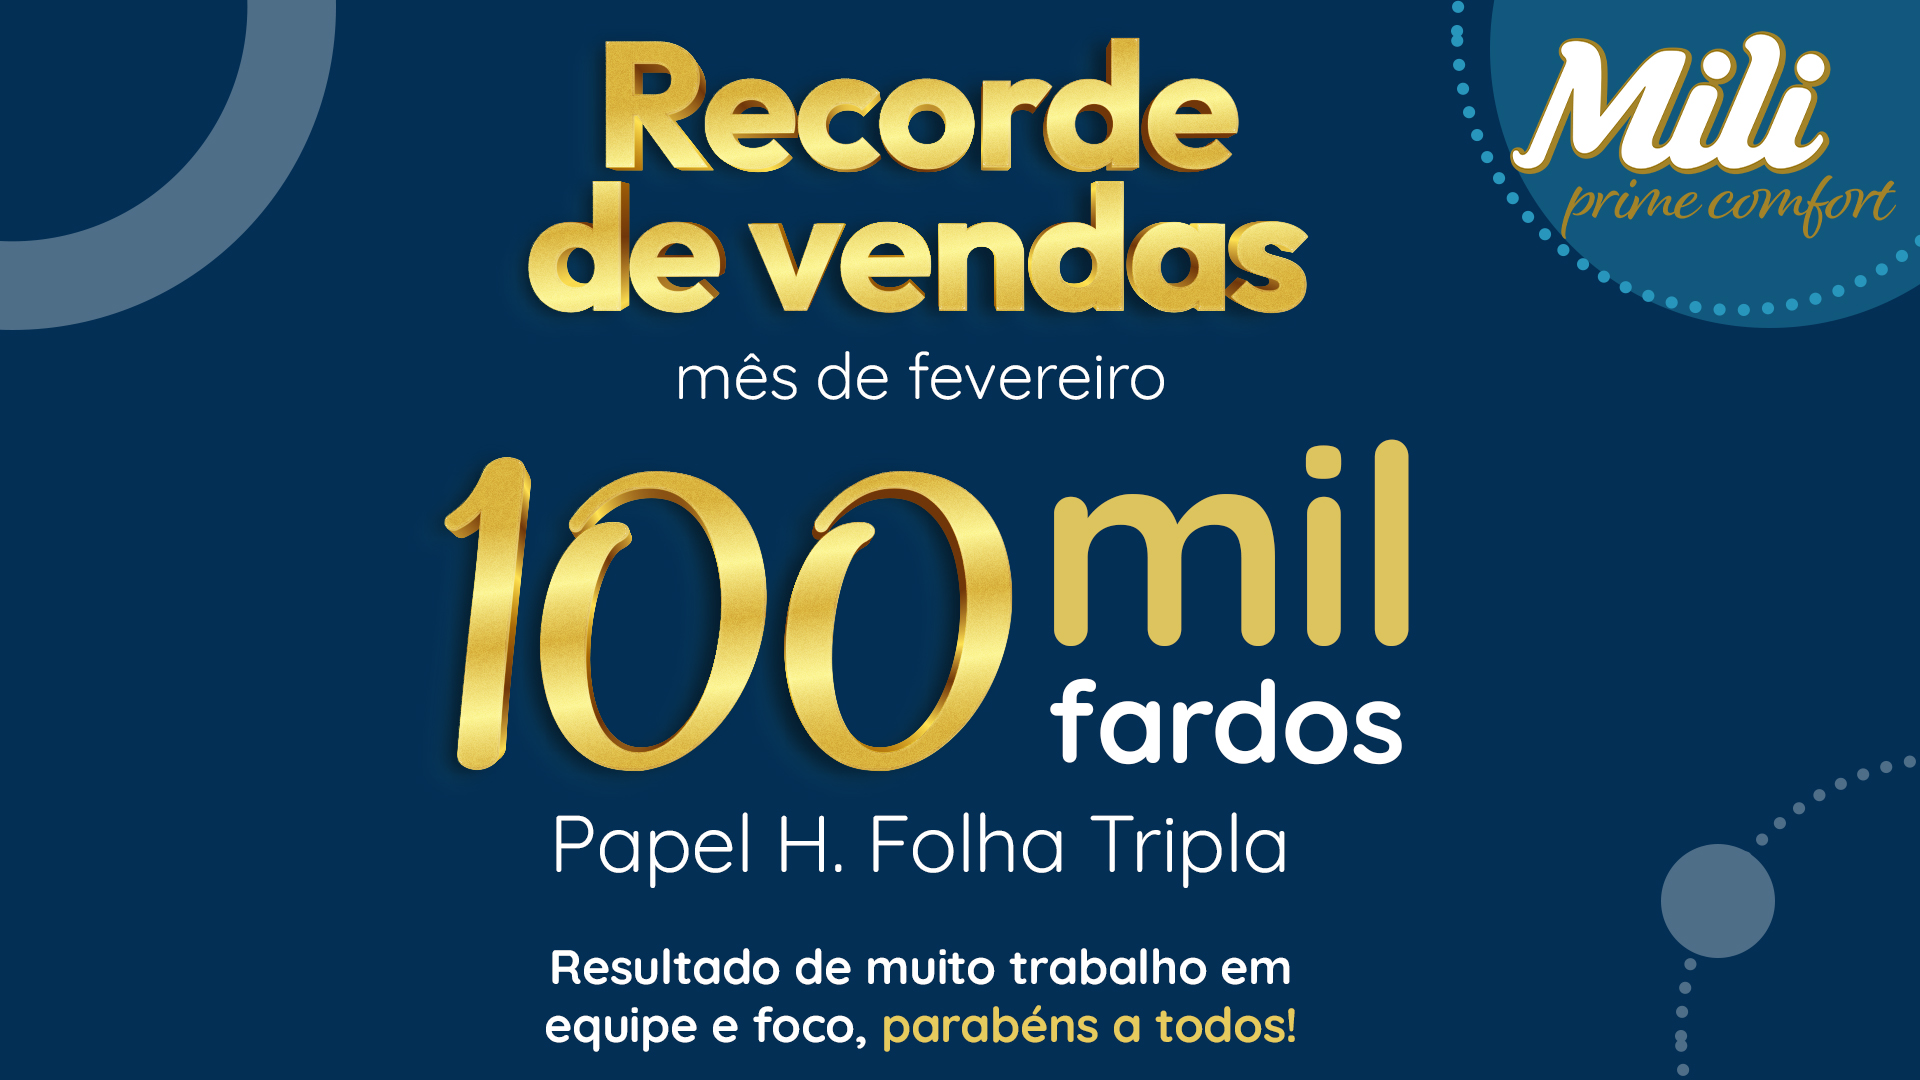 Recorde
de vendas
mês de fevereiro
100 mil
fardos
Papel H. Folha Tripla
Resultado de muito trabalho em
equipe e foco, parabéns a todos!
Mili
prime comfort